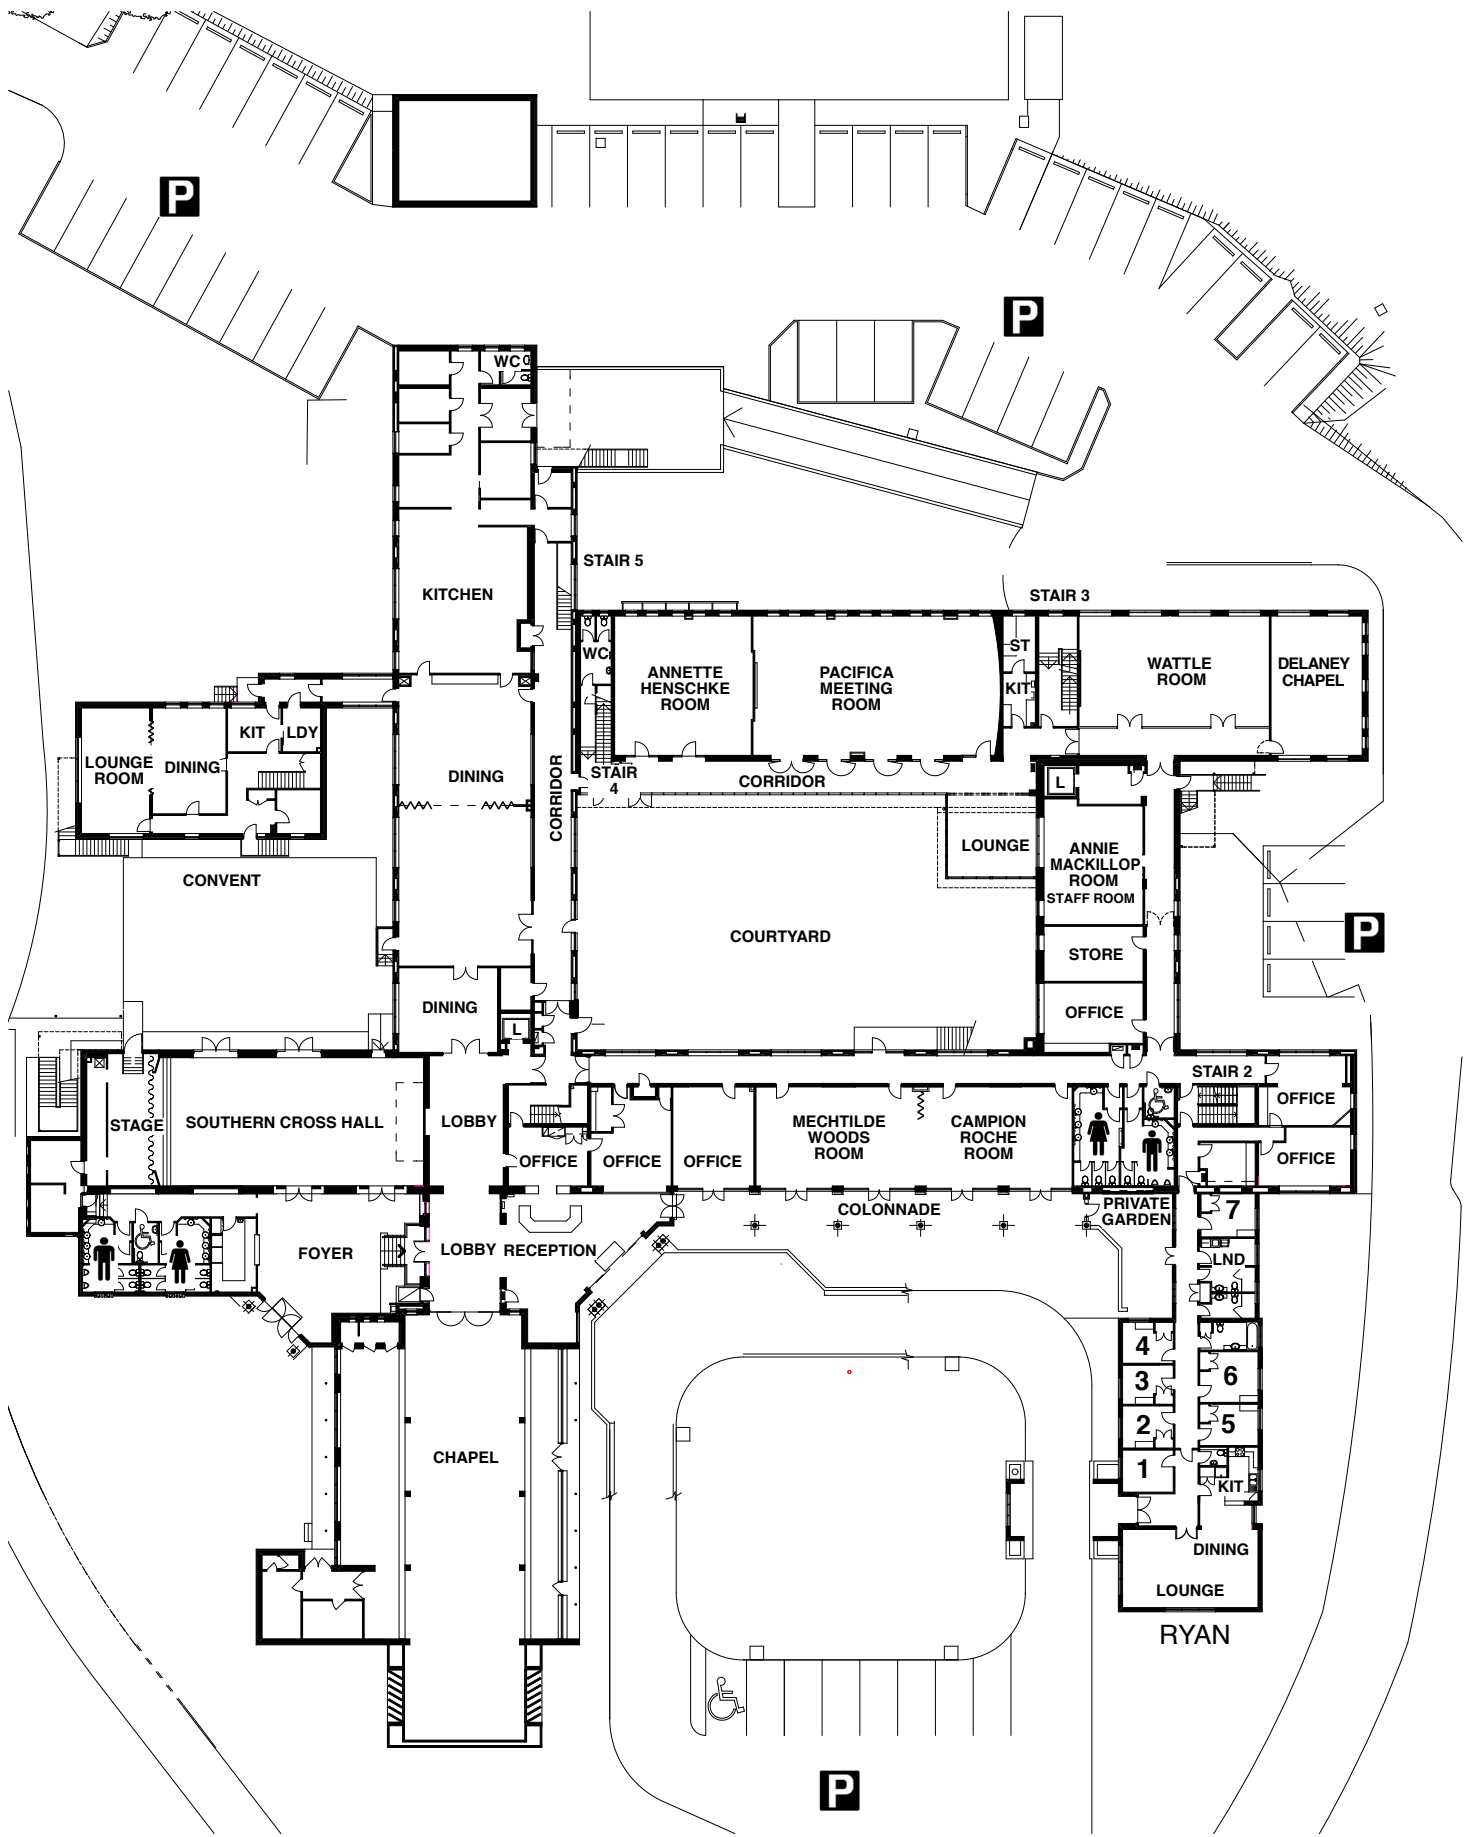 P
P
WC
STAIR 5
KITCHEN
STAIR 3
WC
ANNETTE
HENSCHKE
ROOM
PACIFICA
MEETING
ROOM
ST
KIT
WATTLE
ROOM
DELANEY
CHAPEL
KIT
LDY
LOUNGE
ROOM
DINING
DINING
CORRIDOR
STAIR
4
CORRIDOR
L
LOUNGE
ANNIE
MACKILLOP
ROOM
STAFF ROOM
CONVENT
COURTYARD
P
STORE
DINING
L
OFFICE
STAIR 2
OFFICE
STAGE
SOUTHERN CROSS HALL
LOBBY
MECHTILDE
WOODS
ROOM
CAMPION
ROCHE
ROOM
OFFICE
OFFICE
OFFICE
OFFICE
COLONNADE
PRIVATE
GARDEN
7
FOYER
LOBBY
RECEPTION
LND
4
3
6
2
5
CHAPEL
1
KIT
DINING
LOUNGE
RYAN
P